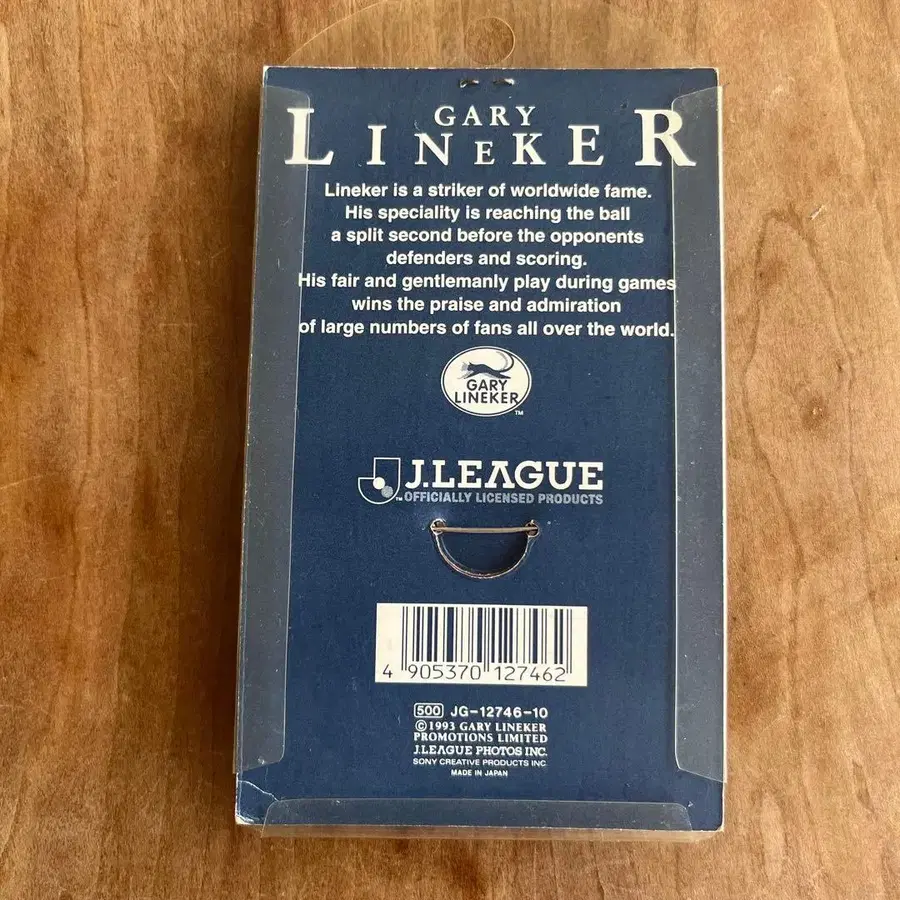 GARY
LINEKER
Lineker is a striker of worldwide fame.
His speciality is reaching the ball
a split second before the opponents
defenders and scoring.
His fair and gentlemanly play during games
wins the praise and admiration
of large numbers of fans all over the world.
GARY
LINEKER
TM
J.LEAGUE
TM OFFICIALLY LICENSED PRODUCTS
4 905370 127462
500 JG-12746-10
©1993 GARY LINEKER
PROMOTIONS LIMITED
J.LEAGUE PHOTOS INC.
SONY CREATIVE PRODUCTS INC.
MADE IN JAPAN